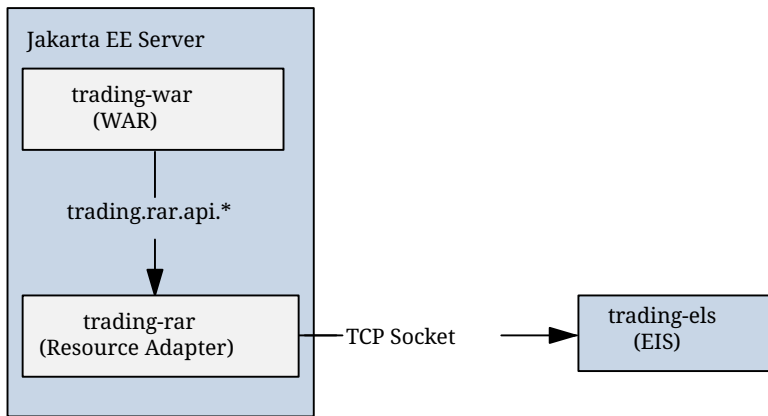 Jakarta EE Server
trading-war
(WAR)
trading.rar.api.*
trading-rar
(Resource Adapter)
TCP Socket
trading-els
(EIS)